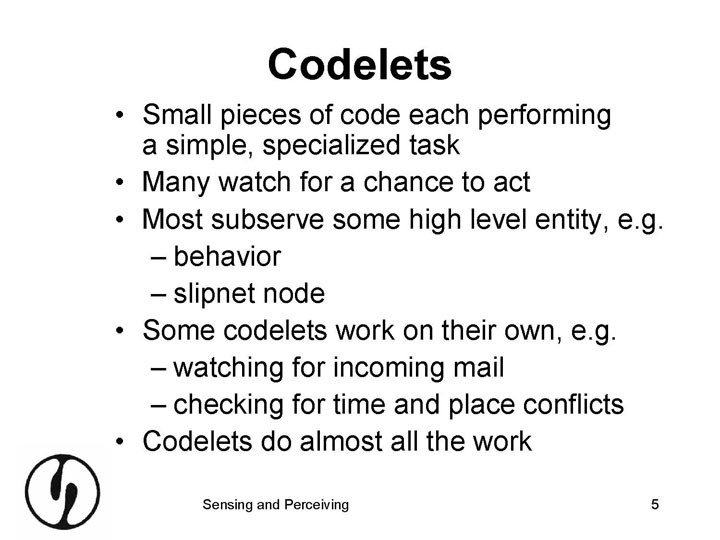 Codelets
• Small pieces of code each performing
a simple, specialized task
• Many watch for a chance to act
• Most subserve some high level entity, e.g.
– behavior
– slipnet node
• Some codelets work on their own, e.g.
– watching for incoming mail
– checking for time and place conflicts
• Codelets do almost all the work
Sensing and Perceiving
5